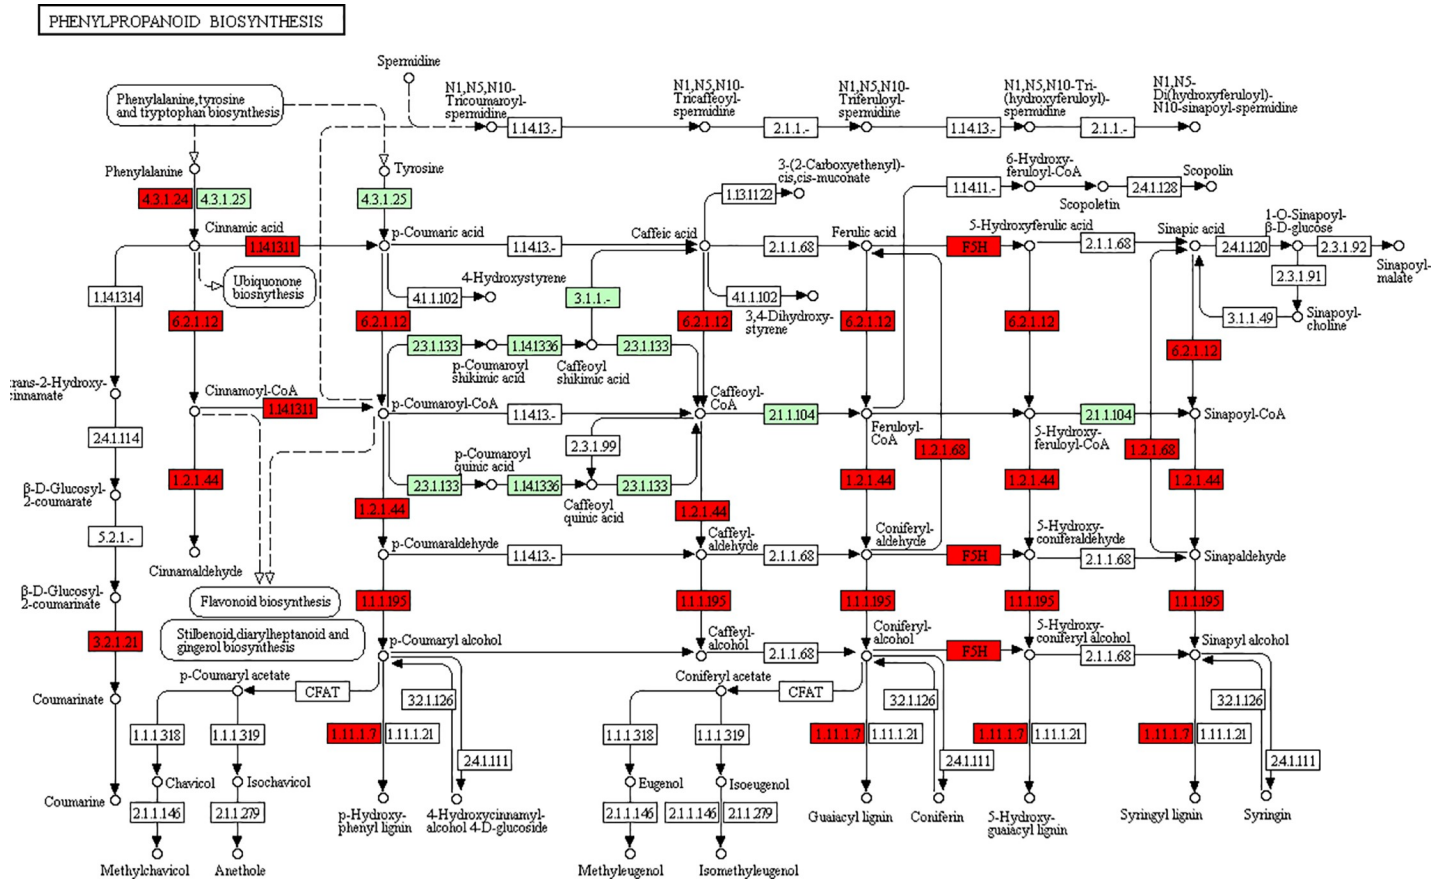 PHENYLPROPANOID BIOSYNTHESIS
Spermidine
Phenylalanine,tyrosine
and tryptophan biosynthesis
N1,N5,N10-
Tricoumaroyl-
spermidine
1.14.13.-
N1,N5,N10-
Tricaffeoyl-
spermidine
2.1.1.-
N1,N5,N10-
Triferuloyl-
spermidine
1.14.13.-
N1,N5,N10-Tri-
(hydroxyferuloyl)-
spermidine
2.1.1.-
N1,N5-
Di(hydroxyferuloyl)-
N10-sinapoyl-spermidine
Phenylalanine
Tyrosine
3-(2-Carboxyethenyl)-
cis,cis-muconate
6-Hydroxy-
feruloyl-CoA
Scopolin
4.3.1.24
4.3.1.25
4.3.1.25
1.13.1122
1.14.11.-
2.4.1.128
Scopoletin
Cinnamic acid
1.141311
p-Coumaric acid
1.14.13.-
Caffeic acid
2.1.1.68
Ferulic acid
F5H
5-Hydroxyferulic acid
2.1.1.68
Sinapic acid
2.4.1.120
1-O-Sinapoyl-
β-D-glucose
2.3.1.92
Sinapoyl-
malate
2.3.1.91
Ubiquonone
biosnythesis
4-Hydroxystyrene
1.14.1314
4.1.1.102
3.1.1.-
4.1.1.102
3,4-Dihydroxy-
styrene
3.1.1.49
Sinapoyl-
choline
6.2.1.12
6.2.1.12
6.2.1.12
6.2.1.12
6.2.1.12
6.2.1.12
2.3.1.133
1.14.1336
2.3.1.133
p-Coumaroyl
shikimic acid
Caffeoyl
shikimic acid
trans-2-Hydroxy-
cinnamate
Cinnamoyl-CoA
1.141311
p-Coumaroyl-CoA
1.14.13.-
Caffeoyl-
CoA
2.1.1.104
Feruloyl-
CoA
5-Hydroxy-
feruloyl-CoA
2.1.1.104
Sinapoyl-CoA
2.4.1.114
2.3.1.99
1.2.1.68
1.2.1.68
p-Coumaroyl
quinic acid
1.2.1.44
2.3.1.133
1.14.1336
2.3.1.133
1.2.1.44
1.2.1.44
1.2.1.44
β-D-Glucosyl-
2-coumarate
Caffeoyl
quinic acid
1.2.1.44
1.2.1.44
5.2.1.-
Cinnamaldehyde
p-Coumaraldehyde
1.14.13.-
Caffeyl-
aldehyde
2.1.1.68
Coniferyl-
aldehyde
F5H
5-Hydroxy-
coniferaldehyde
2.1.1.68
Sinapaldehyde
β-D-Glucosyl-
2-coumarinate
Flavonoid biosynthesis
1.1.1.195
1.1.1.195
1.1.1.195
1.1.1.195
1.1.1.195
3.2.1.21
Stilbenoid,diarylheptanoid and
gingerol biosynthesis
p-Coumaryl alcohol
Caffeyl-
alcohol
2.1.1.68
Coniferyl-
alcohol
F5H
5-Hydroxy-
coniferyl alcohol
2.1.1.68
Sinapyl alcohol
p-Coumaryl acetate
CFAT
Coniferyl acetate
CFAT
Coumarinate
3.2.1.126
3.2.1.126
3.2.1.126
1.1.1.318
1.1.1.319
1.11.1.7
1.11.1.21
1.1.1.318
1.1.1.319
1.11.1.7
1.11.1.21
1.11.1.7
1.11.1.21
1.11.1.7
1.11.1.21
2.4.1.111
2.4.1.111
2.4.1.111
Chavicol
Isochavicol
Eugenol
Isoeugenol
Coumarine
2.1.1.146
2.1.1.279
p-Hydroxy-
phenyl lignin
4-Hydroxycinnamyl-
alcohol 4-D-glucoside
2.1.1.146
2.1.1.146
2.1.1.279
Guaiacyl lignin
Coniferin
5-Hydroxy-
guaiacyl lignin
Syringyl lignin
Syringin
Methylchavicol
Anethole
Methyleugenol
Isomethyleugenol